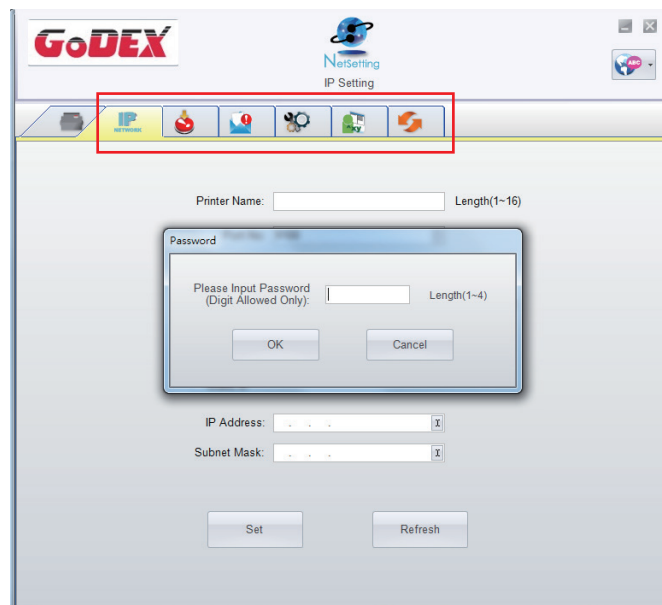 GoDEX
NetSetting
IP Setting
ABC
IP
NETWORK
Printer Name:
Length(1~16)
Password
Please Input Password
(Digit Allowed Only):
Length(1~4)
OK
Cancel
IP Address:
. . .
Subnet Mask:
. . .
Set
Refresh